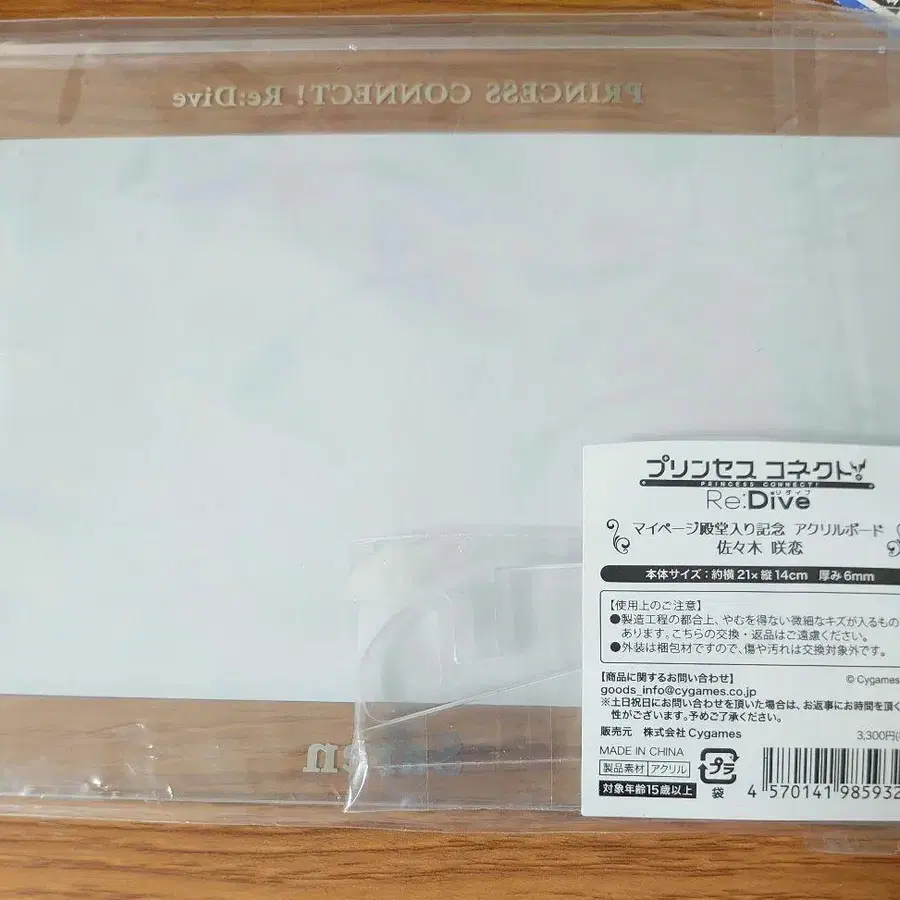 PRINCESS CONNECT! Re:Dive
プリンセス コネクト!
PRINCESS CONNECT!
Re:Dive
リダイブ
マイページ殿堂入り記念 アクリルボード
佐々木 咲恋
本体サイズ:約横21×縦14cm 厚み6mm
【使用上のご注意】
●製造工程の都合上、やむを得ない微細なキズが入るもの
あります。こちらの交換・返品はご遠慮ください。
●外装は梱包材ですので、傷や汚れは交換対象外です。
【商品に関するお問い合わせ】
© Cygames
goods_info@cygames.co.jp
※土日祝日にお問い合わせを頂いた場合は、お返事にお時間を頂く
性がございます。予めご了承ください。
販売元 株式会社Cygames
3,300円
MADE IN CHINA
製品素材 アクリル
プラ
袋
対象年齢15歳以上
4 570141 985932